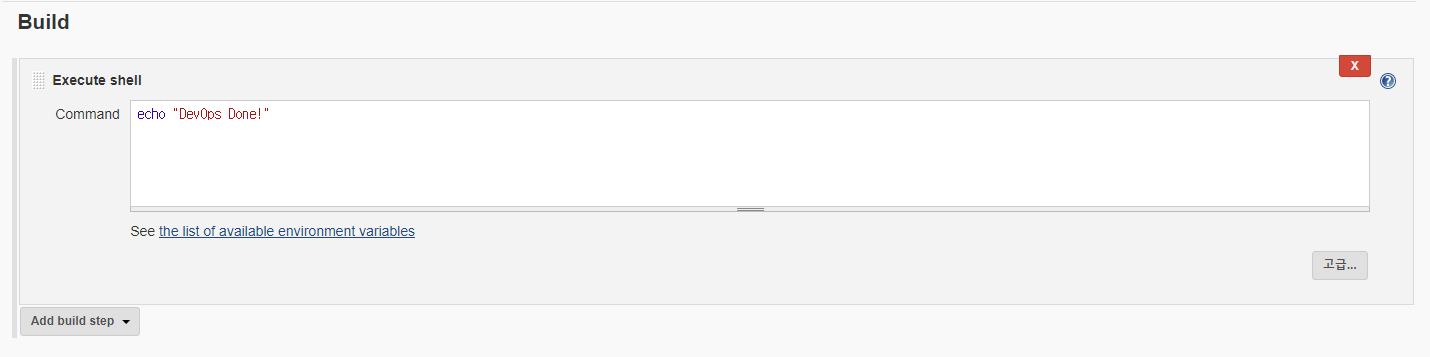 Build
Execute shell
X
Command
echo "DevOps Done!"
See the list of available environment variables
고급...
Add build step